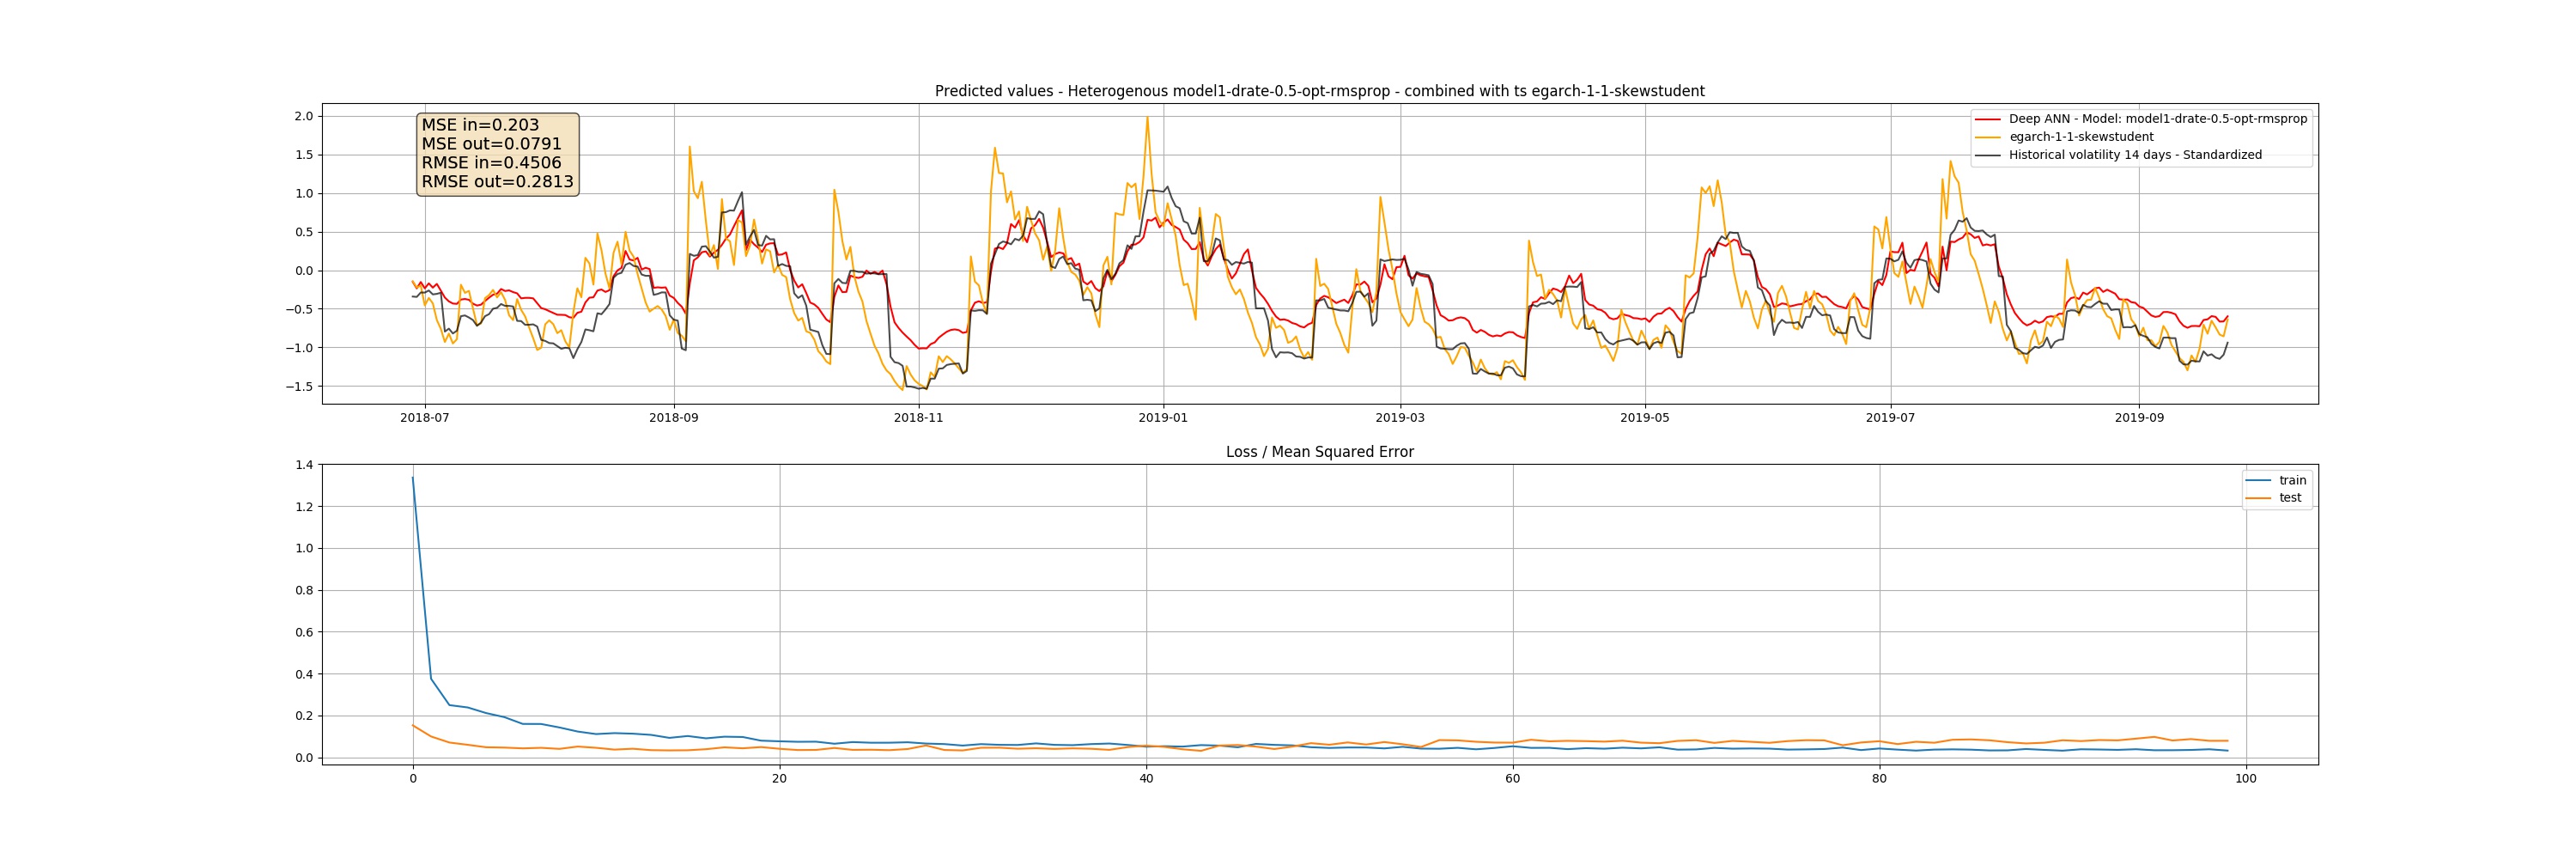 Predicted values - Heterogenous model1-drate-0.5-opt-rmsprop - combined with ts egarch-1-1-skewstudent
MSE in=0.203
MSE out=0.0791
RMSE in=0.4506
RMSE out=0.2813
Deep ANN - Model: model1-drate-0.5-opt-rmsprop
egarch-1-1-skewstudent
Historical volatility 14 days - Standardized
2.0
1.5
1.0
0.5
0.0
−0.5
−1.0
−1.5
2018-07 2018-09 2018-11 2019-01 2019-03 2019-05 2019-07 2019-09
Loss / Mean Squared Error
train
test
1.4
1.2
1.0
0.8
0.6
0.4
0.2
0.0
0 20 40 60 80 100